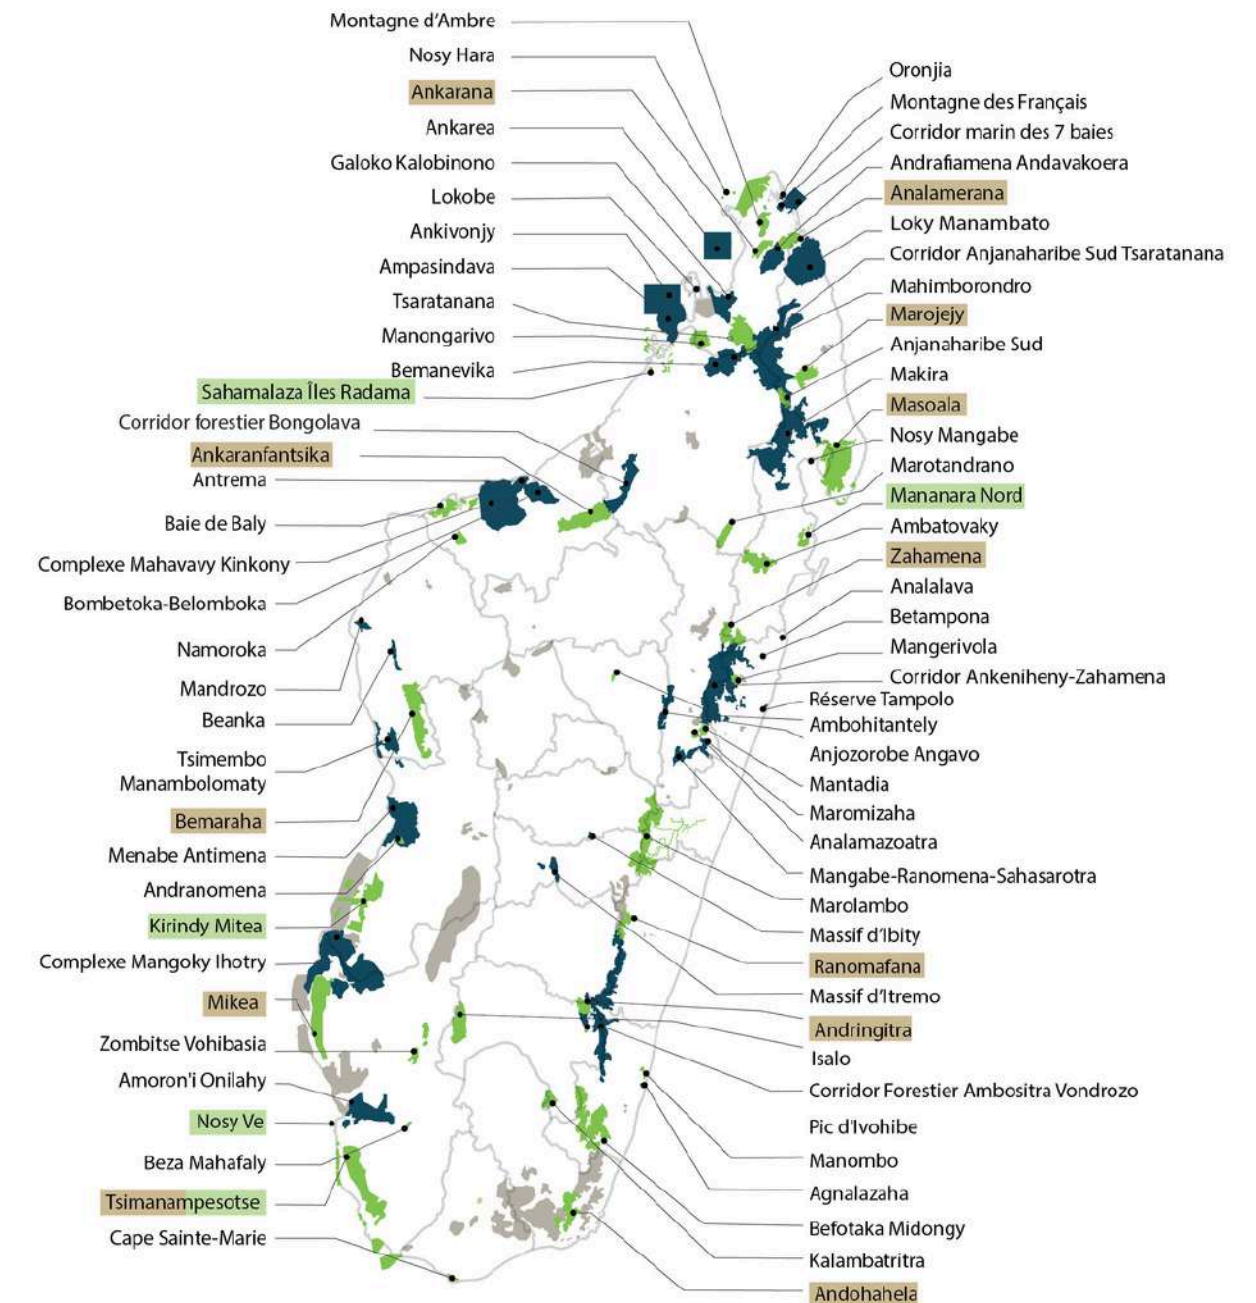 Montagne d'Ambre
Nosy Hara
Ankarana
Ankarea
Galoko Kalobinono
Lokobe
Ankivonjy
Ampasindava
Tsaratanana
Manongarivo
Bemanevika
Sahamalaza Îles Radama
Corridor forestier Bongolava
Ankaranfantsika
Antrema
Baie de Baly
Complexe Mahavavy Kinkony
Bombetoka-Belomboka
Namoroka
Mandrozo
Beanka
Tsimembo
Manambolomaty
Bemaraha
Menabe Antimena
Andranomena
Kirindy Mitea
Complexe Mangoky Ihotry
Mikea
Zombitse Vohibasia
Amoron'i Onilahy
Nosy Ve
Beza Mahafaly
Tsimanampesotse
Cape Sainte-Marie
Oronjia
Montagne des Français
Corridor marin des 7 baies
Andrafiamena Andavakoera
Analamerana
Loky Manambato
Corridor Anjanaharibe Sud Tsaratanana
Mahimborondro
Marojejy
Anjanaharibe Sud
Makira
Masoala
Nosy Mangabe
Marotandrano
Mananara Nord
Ambatovaky
Zahamena
Analalava
Betampona
Mangerivola
Corridor Ankeniheny-Zahamena
Réserve Tampolo
Ambohitantely
Anjozorobe Angavo
Mantadia
Maromizaha
Analamazoatra
Mangabe-Ranomena-Sahasarotra
Marolambo
Massif d'Ibity
Ranomafana
Massif d'Itremo
Andringitra
Isalo
Corridor Forestier Ambositra Vondrozo
Pic d'Ivohibe
Manombo
Agnalazaha
Befotaka Midongy
Kalambatritra
Andohahela